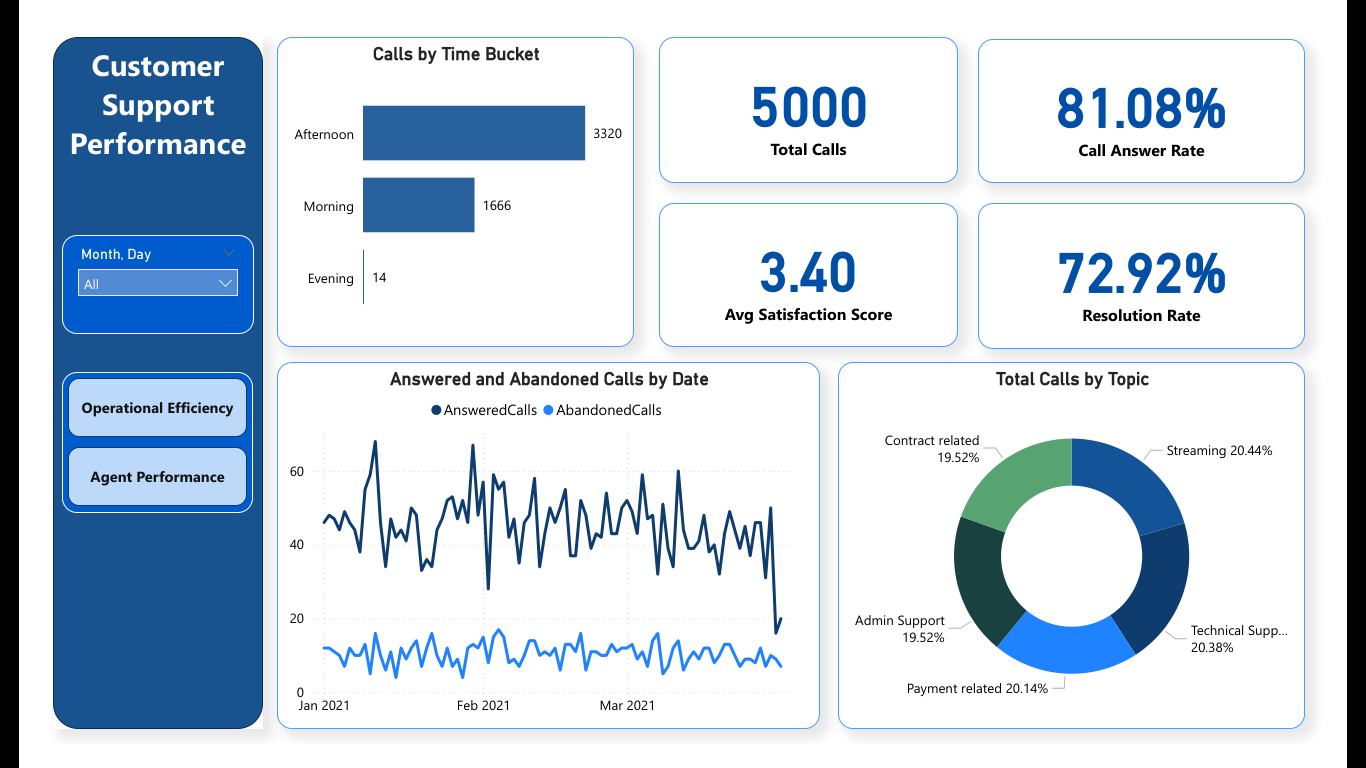 Customer
Support
Performance
Month, Day
All
Operational Efficiency
Agent Performance
Calls by Time Bucket
Afternoon
3320
Morning
1666
Evening
14
5000
Total Calls
81.08%
Call Answer Rate
3.40
Avg Satisfaction Score
72.92%
Resolution Rate
Answered and Abandoned Calls by Date
AnsweredCalls
AbandonedCalls
60
40
20
0
Jan 2021
Feb 2021
Mar 2021
Total Calls by Topic
Contract related
19.52%
Streaming 20.44%
Admin Support
19.52%
Technical Supp...
20.38%
Payment related 20.14%